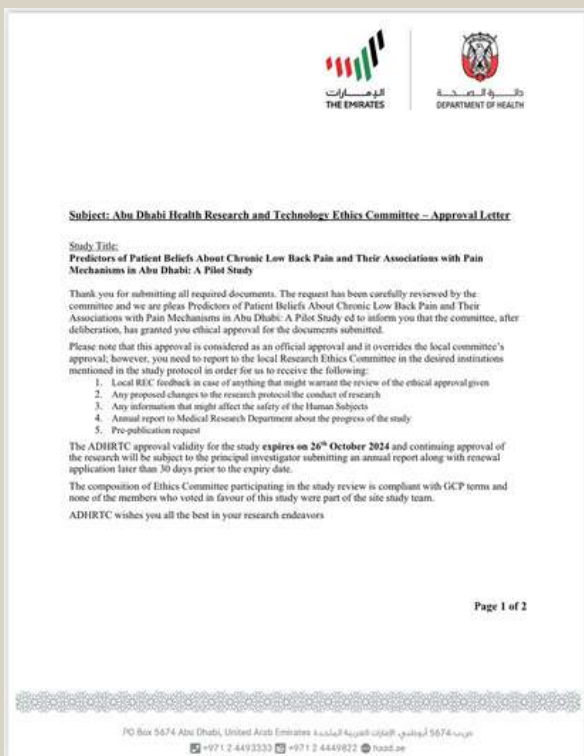 الإمارات
THE EMIRATES
دائرة الصحة
DEPARTMENT OF HEALTH
Subject: Abu Dhabi Health Research and Technology Ethics Committee – Approval Letter
Study Title:
Predictors of Patient Beliefs About Chronic Low Back Pain and Their Associations with Pain
Mechanisms in Abu Dhabi: A Pilot Study
Thank you for submitting all required documents. The request has been carefully reviewed by the
committee and we are pleas Predictors of Patient Beliefs About Chronic Low Back Pain and Their
Associations with Pain Mechanisms in Abu Dhabi: A Pilot Study ed to inform you that the committee, after
deliberation, has granted you ethical approval for the documents submitted.
Please note that this approval is considered as an official approval and it overrides the local committee's
approval; however, you need to report to the local Research Ethics Committee in the desired institutions
mentioned in the study protocol in order for us to receive the following:
1. Local REC feedback in case of anything that might warrant the review of the ethical approval given
2. Any proposed changes to the research protocol/the conduct of research
3. Any information that might affect the safety of the Human Subjects
4. Annual report to Medical Research Department about the progress of the study
5. Pre-publication request
The ADHRTC approval validity for the study expires on 26th October 2024 and continuing approval of
the research will be subject to the principal investigator submitting an annual report along with renewal
application later than 30 days prior to the expiry date.
The composition of Ethics Committee participating in the study review is compliant with GCP terms and
none of the members who voted in favour of this study were part of the site study team.
ADHRTC wishes you all the best in your research endeavors
Page 1 of 2
PO Box 5674 Abu Dhabi, United Arab Emirates ص.ب 5674 أبوظبي، الإمارات العربية المتحدة
+971 2 4493333 +971 2 4449822 haad.ae